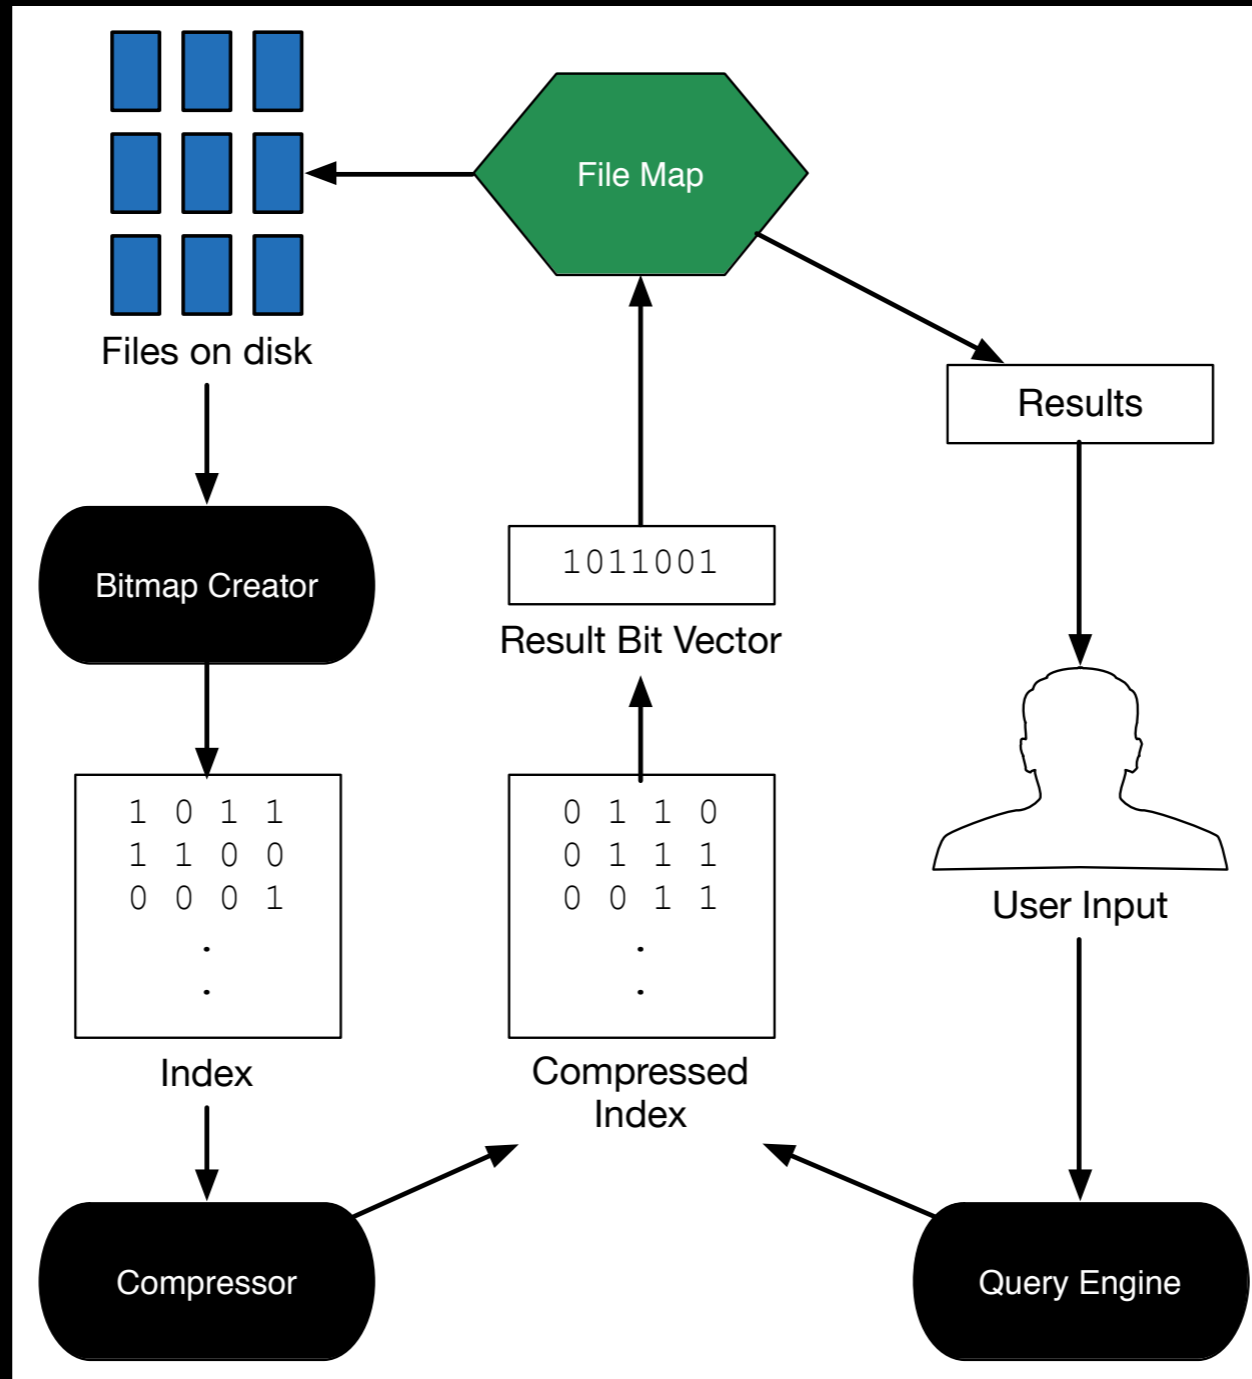 File Map
Files on disk
Results
Bitmap Creator
1011001
Result Bit Vector
1 0 1 1
1 1 0 0
0 0 0 1
.
.
Index
0 1 1 0
0 1 1 1
0 0 1 1
.
.
Compressed
Index
User Input
Compressor
Query Engine